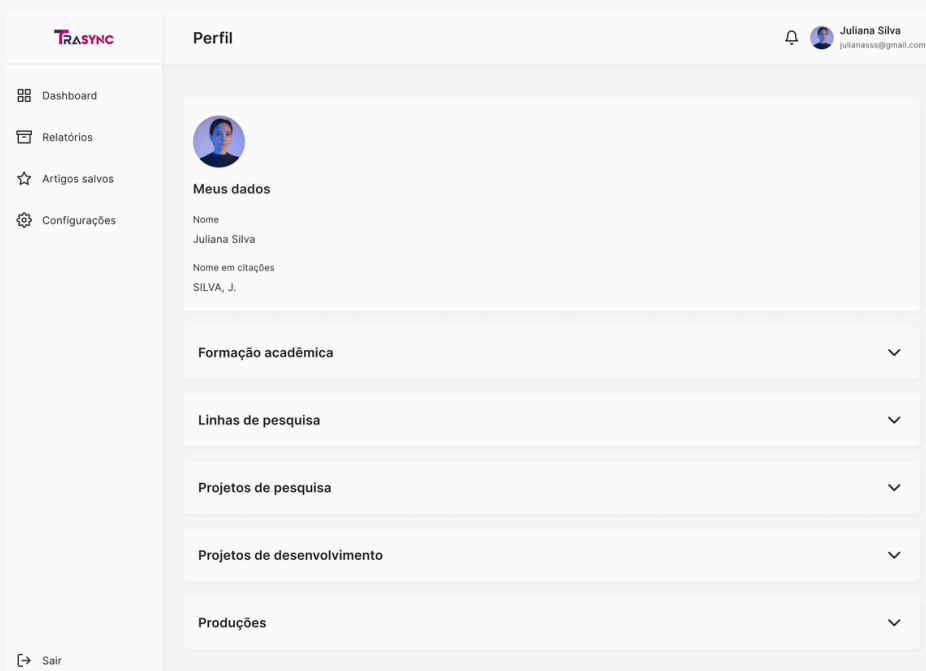 TRASYNC
Perfil
Juliana Silva
julianasss@gmail.com
Dashboard
Relatórios
Artigos salvos
Configurações
Sair
Meus dados
Nome
Juliana Silva
Nome em citações
SILVA, J.
Formação acadêmica
Linhas de pesquisa
Projetos de pesquisa
Projetos de desenvolvimento
Produções